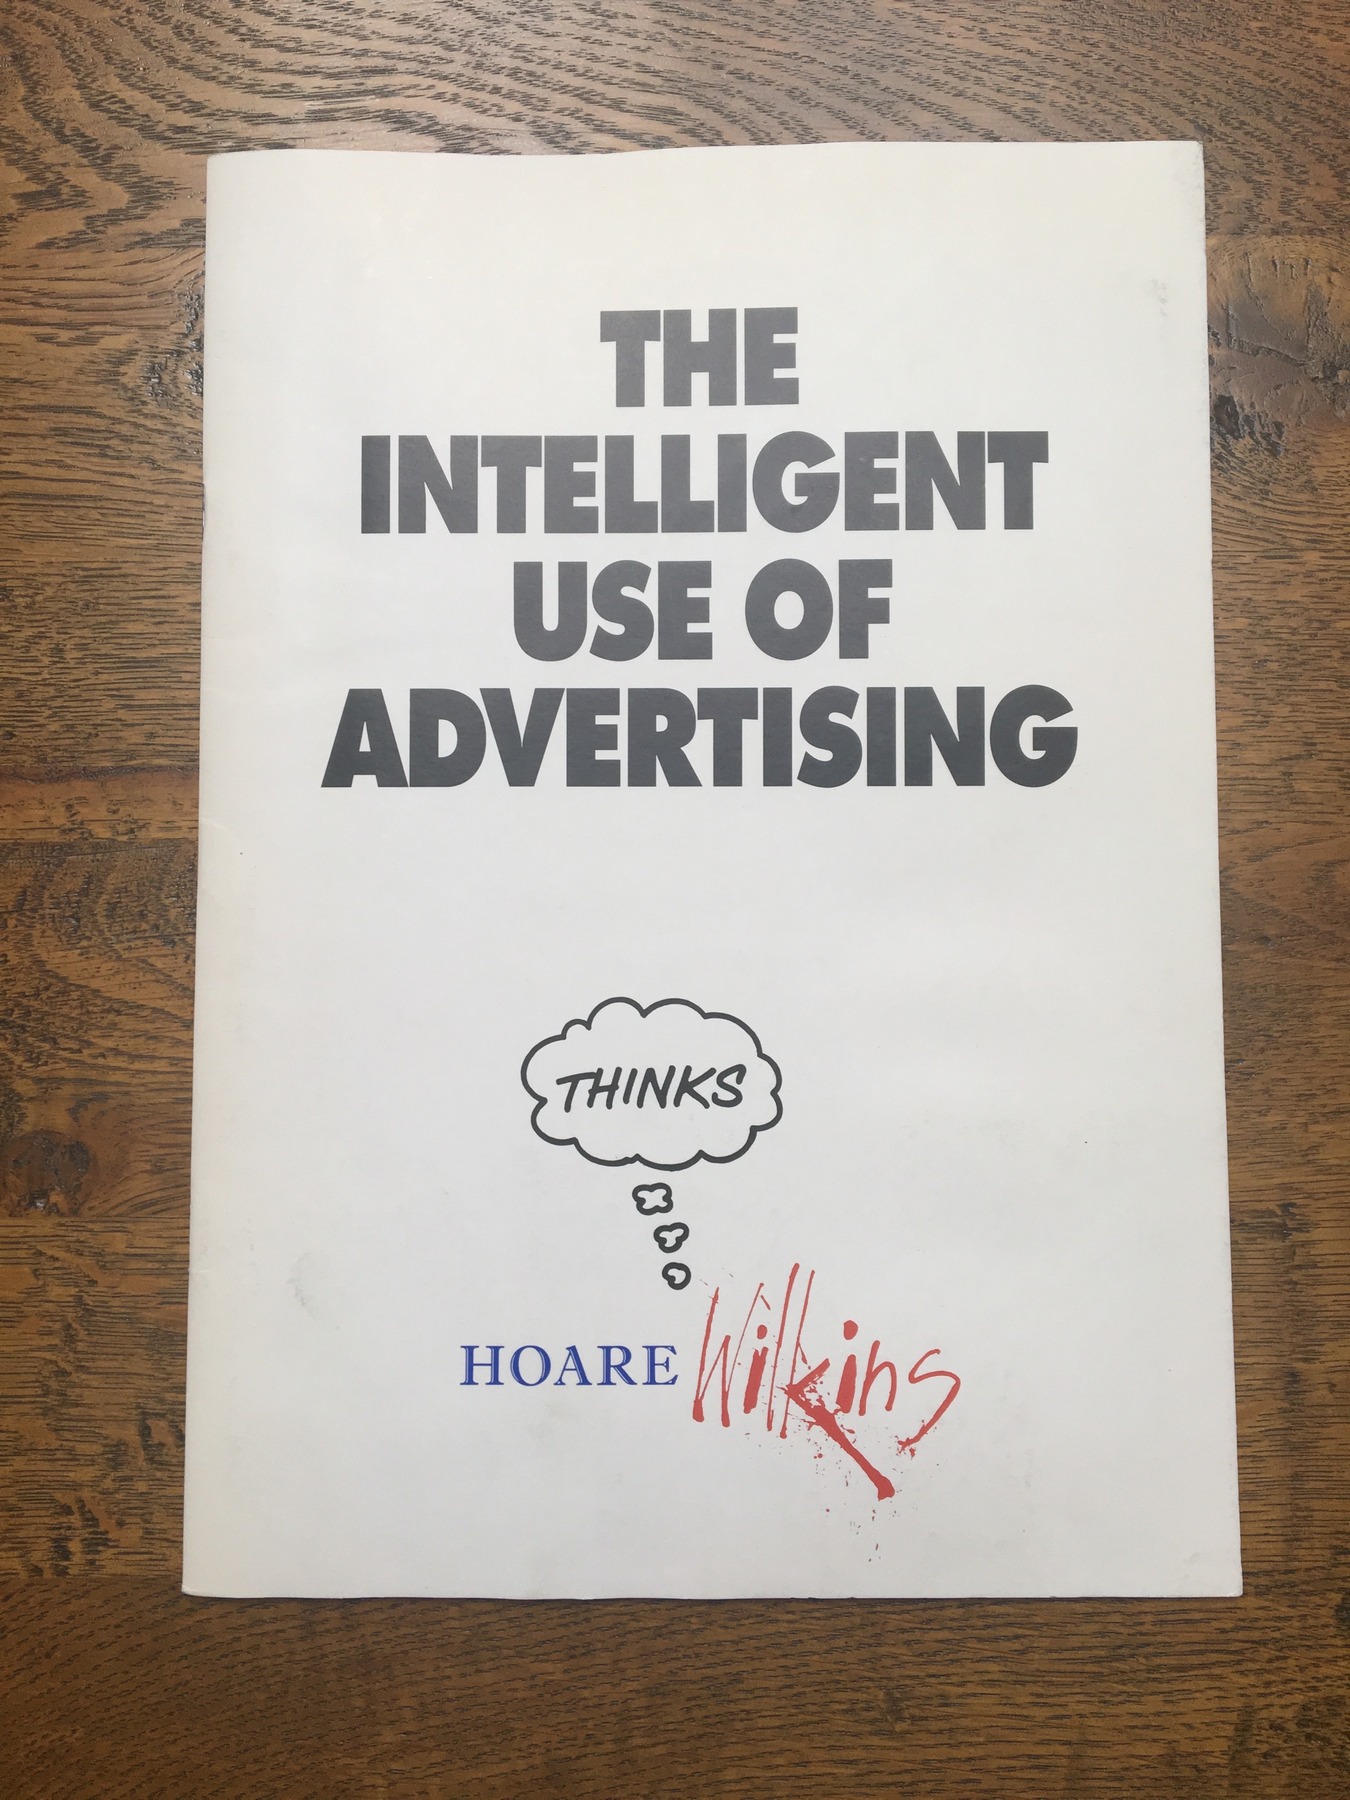 THE
INTELLIGENT
USE OF
ADVERTISING
THINKS
HOARE Wilkins